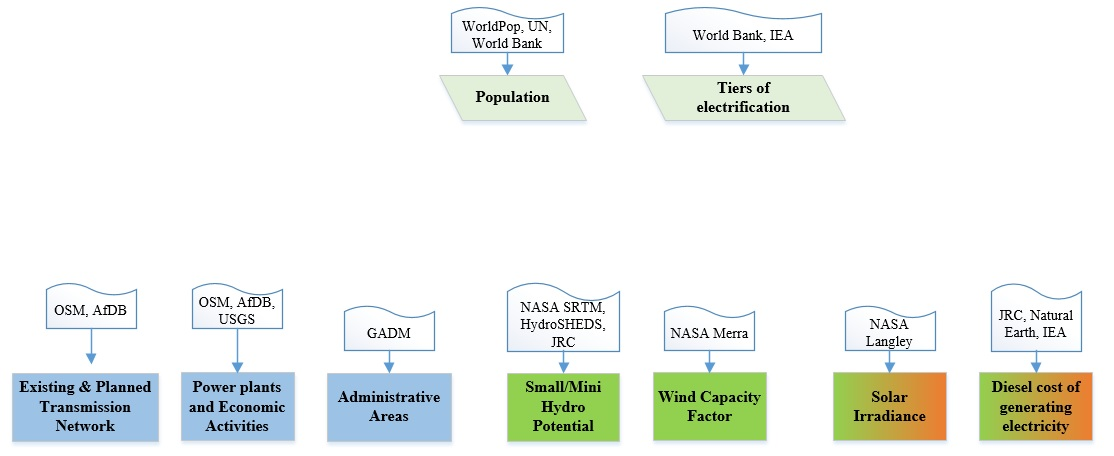 WorldPop, UN,
World Bank
World Bank, IEA
Population
Tiers of
electrification
OSM, AfDB
OSM, AfDB,
USGS
GADM
NASA SRTM,
HydroSHEDS,
JRC
NASA Merra
NASA
Langley
JRC, Natural
Earth, IEA
Existing & Planned
Transmission
Network
Power plants
and Economic
Activities
Administrative
Areas
Small/Mini
Hydro
Potential
Wind Capacity
Factor
Solar
Irradiance
Diesel cost of
generating
electricity